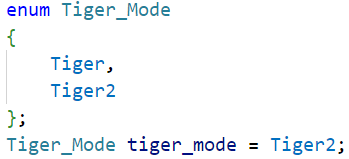 enum Tiger_Mode
{
    Tiger,
    Tiger2
};
Tiger_Mode tiger_mode = Tiger2;